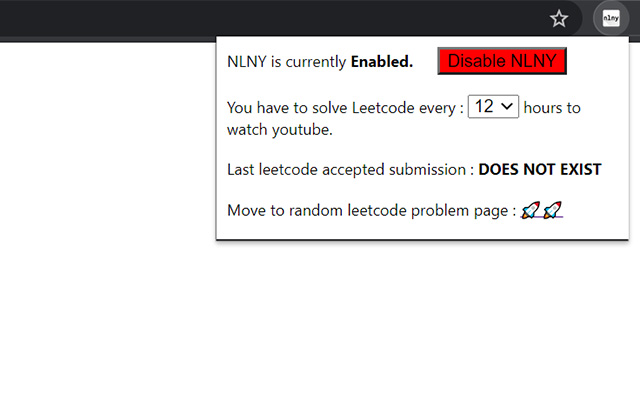 nlny
NLNY is currently Enabled. Disable NLNY
You have to solve Leetcode every : 12 hours to
watch youtube.
Last leetcode accepted submission : DOES NOT EXIST
Move to random leetcode problem page : 🚀🚀